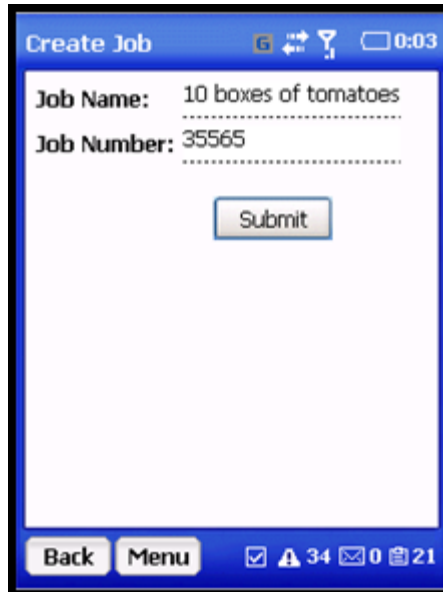 Create Job G 0:03
Job Name: 10 boxes of tomatoes
Job Number: 35565
Submit
Back Menu 34 0 21